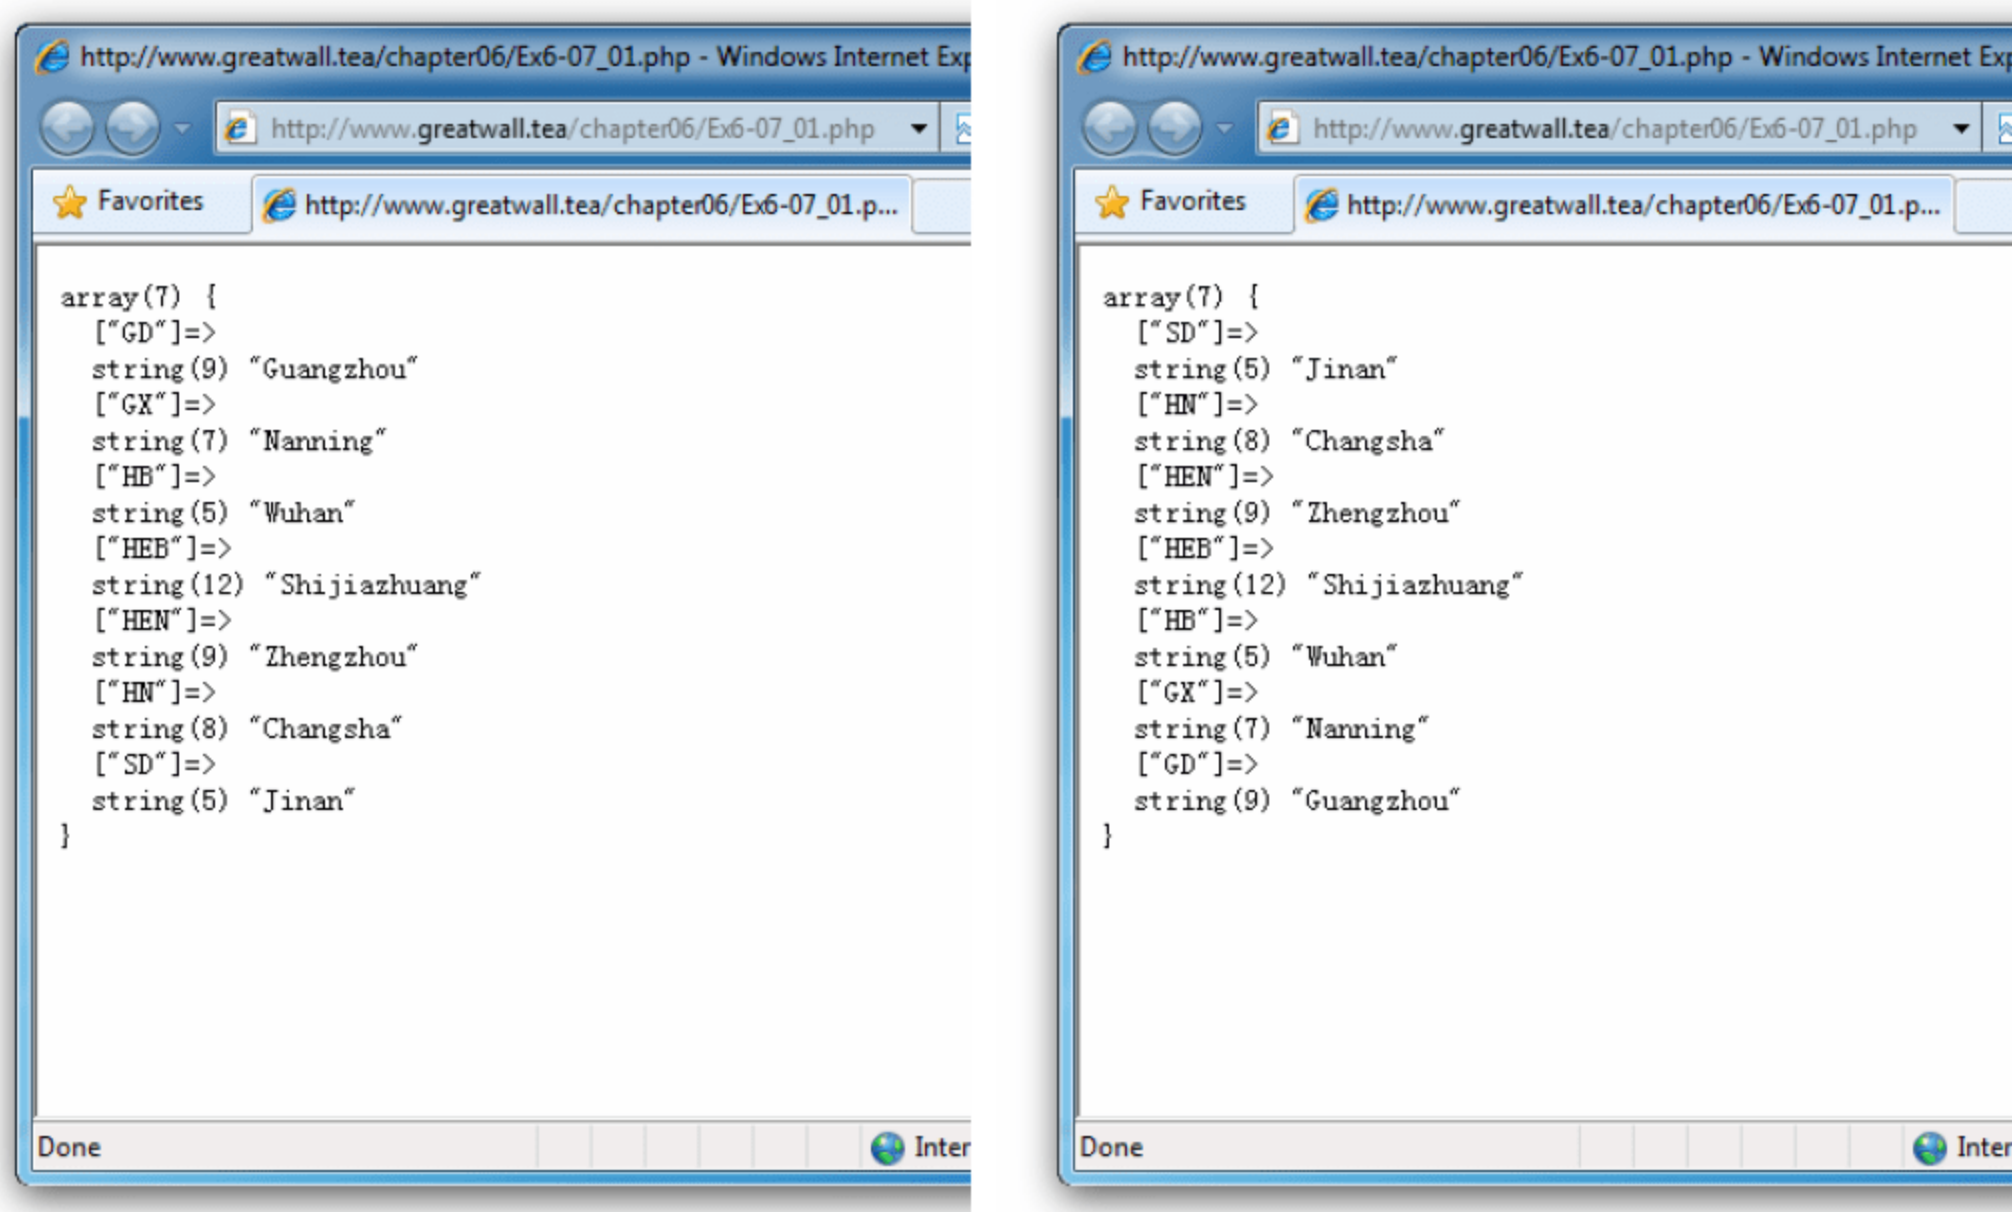 http://www.greatwall.tea/chapter06/Ex6-07_01.php - Windows Internet Exp
http://www.greatwall.tea/chapter06/Ex6-07_01.php
Favorites
http://www.greatwall.tea/chapter06/Ex6-07_01.p...
array(7) {
["GD"]=>
string(9) "Guangzhou"
["GX"]=>
string(7) "Nanning"
["HB"]=>
string(5) "Wuhan"
["HEB"]=>
string(12) "Shijiazhuang"
["HEN"]=>
string(9) "Zhengzhou"
["HN"]=>
string(8) "Changsha"
["SD"]=>
string(5) "Jinan"
}
Done
Inter
http://www.greatwall.tea/chapter06/Ex6-07_01.php - Windows Internet Exp
http://www.greatwall.tea/chapter06/Ex6-07_01.php
Favorites
http://www.greatwall.tea/chapter06/Ex6-07_01.p...
array(7) {
["SD"]=>
string(5) "Jinan"
["HN"]=>
string(8) "Changsha"
["HEN"]=>
string(9) "Zhengzhou"
["HEB"]=>
string(12) "Shijiazhuang"
["HB"]=>
string(5) "Wuhan"
["GX"]=>
string(7) "Nanning"
["GD"]=>
string(9) "Guangzhou"
}
Done
Inter